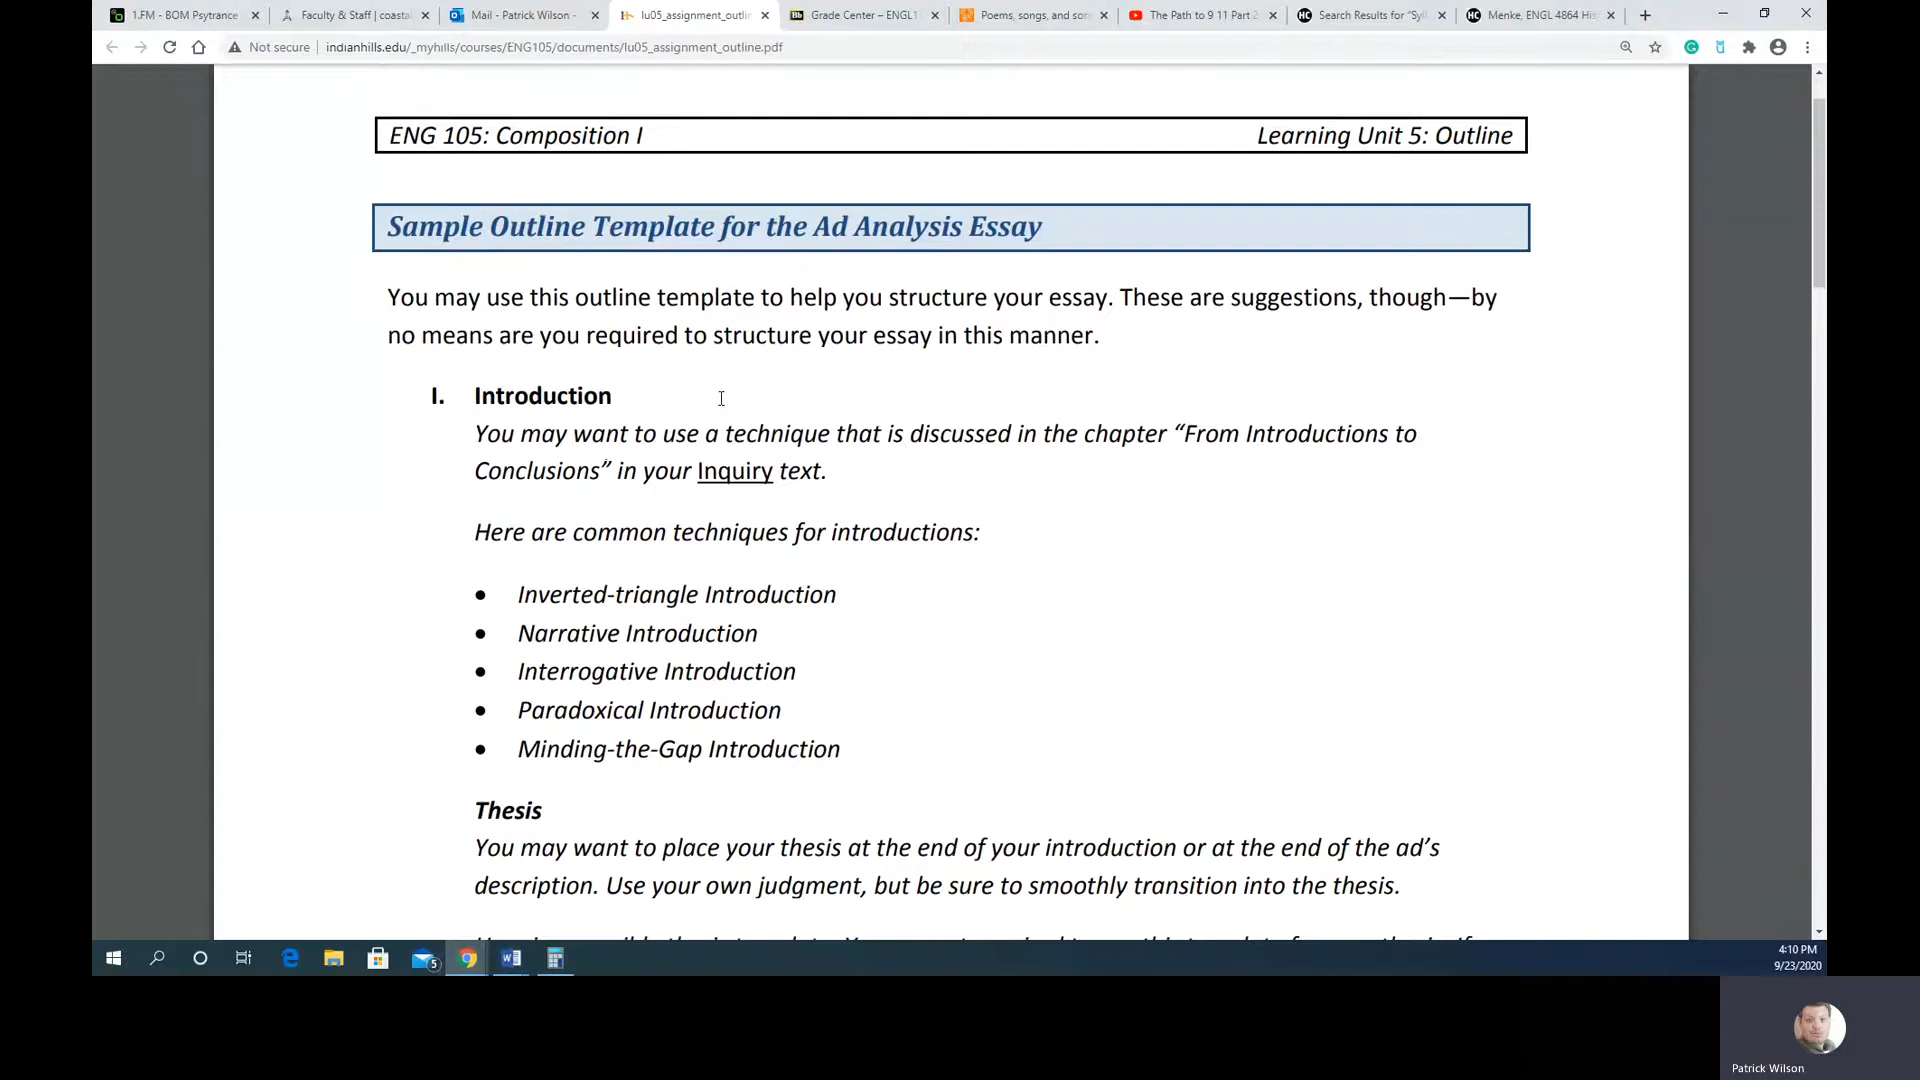 1.FM - BOM Psytrance
Faculty & Staff | coasta
Mail - Patrick Wilson -
lu05_assignment_outlin
Grade Center – ENGL1
Poems, songs, and son
The Path to 9 11 Part 2
Search Results for "Syl
Menke, ENGL 4864 His
Not secure
indianhills.edu/_myhills/courses/ENG105/documents/lu05_assignment_outline.pdf
ENG 105: Composition I
Learning Unit 5: Outline
Sample Outline Template for the Ad Analysis Essay
You may use this outline template to help you structure your essay. These are suggestions, though—by
no means are you required to structure your essay in this manner.
I. Introduction
You may want to use a technique that is discussed in the chapter “From Introductions to
Conclusions” in your Inquiry text.
Here are common techniques for introductions:
• Inverted-triangle Introduction
• Narrative Introduction
• Interrogative Introduction
• Paradoxical Introduction
• Minding-the-Gap Introduction
Thesis
You may want to place your thesis at the end of your introduction or at the end of the ad’s
description. Use your own judgment, but be sure to smoothly transition into the thesis.
5
4:10 PM
9/23/2020
Patrick Wilson